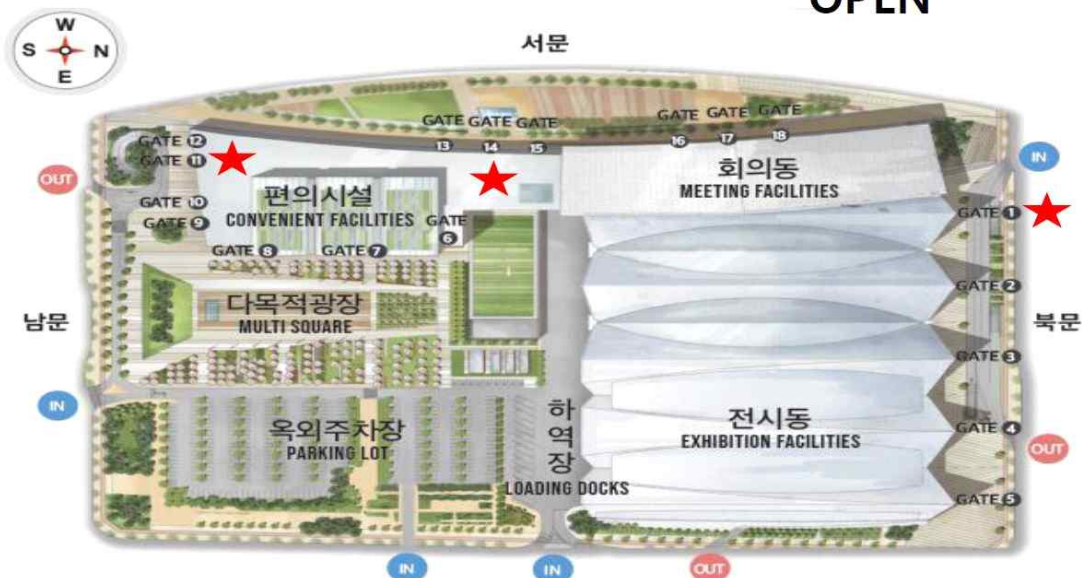 OPEN
W
S N
E
서문
GATE GATE GATE
13 14 15
GATE GATE GATE
16 17 18
GATE 12
GATE 11
OUT
GATE 10
GATE 9
편의시설
CONVENIENT FACILITIES
GATE
6
GATE 8
GATE 7
회의동
MEETING FACILITIES
IN
GATE 1
GATE 2
남문
다목적광장
MULTI SQUARE
북문
GATE 3
IN
옥외주차장
PARKING LOT
하
역
장
LOADING DOCKS
전시동
EXHIBITION FACILITIES
GATE 4
OUT
GATE 5
IN
IN
OUT